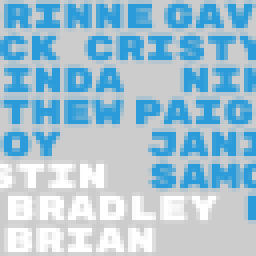 RINNE GAV
CK CRISTY
INDA NIK
THEW PAIG
OY JANI
STIN SAMO
BRADLEY
BRIAN